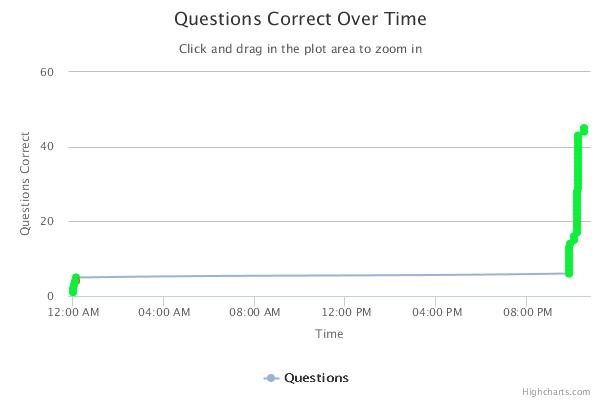 Questions Correct Over Time
Click and drag in the plot area to zoom in
60
40
20
0
Questions Correct
12:00 AM 04:00 AM 08:00 AM 12:00 PM 04:00 PM 08:00 PM
Time
Questions
Highcharts.com